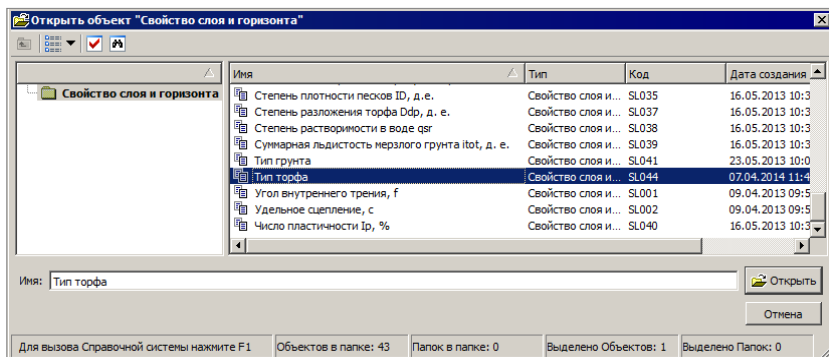 Открыть объект "Свойство слоя и горизонта"
Имя Тип Код Дата создания
Свойство слоя и горизонта
Степень плотности песков ID, д.е. Свойство слоя и... SL035 16.05.2013 10:3
Степень разложения торфа Ddp, д. е. Свойство слоя и... SL037 16.05.2013 10:3
Степень растворимости в воде qsr Свойство слоя и... SL038 16.05.2013 10:3
Суммарная льдистость мерзлого грунта itot, д. е. Свойство слоя и... SL039 16.05.2013 10:3
Тип грунта Свойство слоя и... SL041 23.05.2013 10:0
Тип торфа Свойство слоя и... SL044 07.04.2014 11:4
Угол внутреннего трения, f Свойство слоя и... SL001 09.04.2013 09:5
Удельное сцепление, с Свойство слоя и... SL002 09.04.2013 09:5
Число пластичности Ip, % Свойство слоя и... SL040 16.05.2013 10:3
Имя: Тип торфа Открыть
Отмена
Для вызова Справочной системы нажмите F1 Объектов в папке: 43 Папок в папке: 0 Выделено Объектов: 1 Выделено Папок: 0